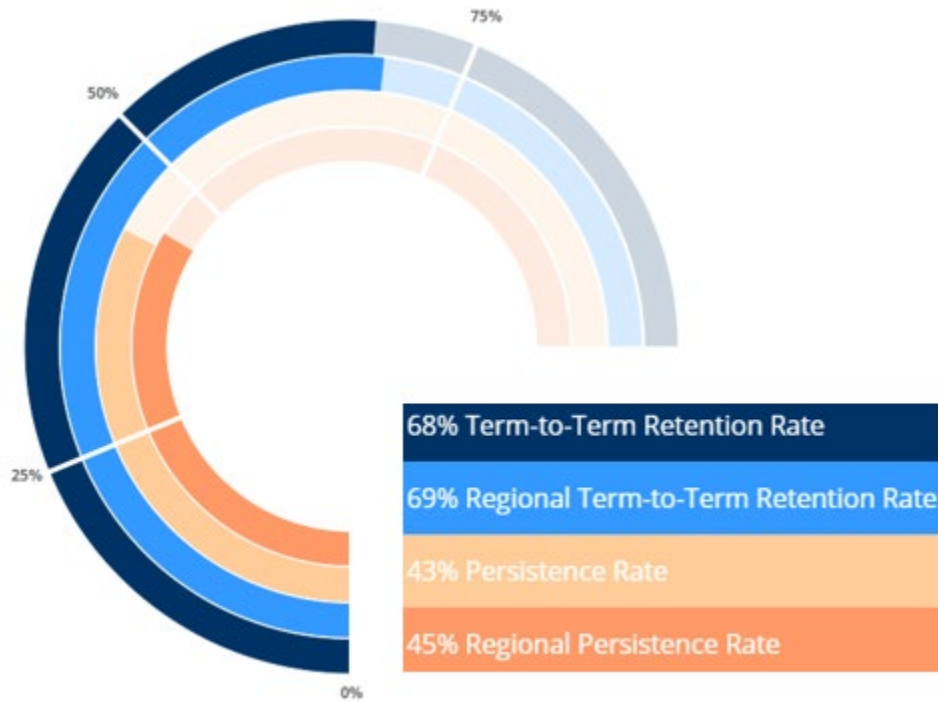 75%
50%
25%
0%
68% Term-to-Term Retention Rate
69% Regional Term-to-Term Retention Rate
43% Persistence Rate
45% Regional Persistence Rate